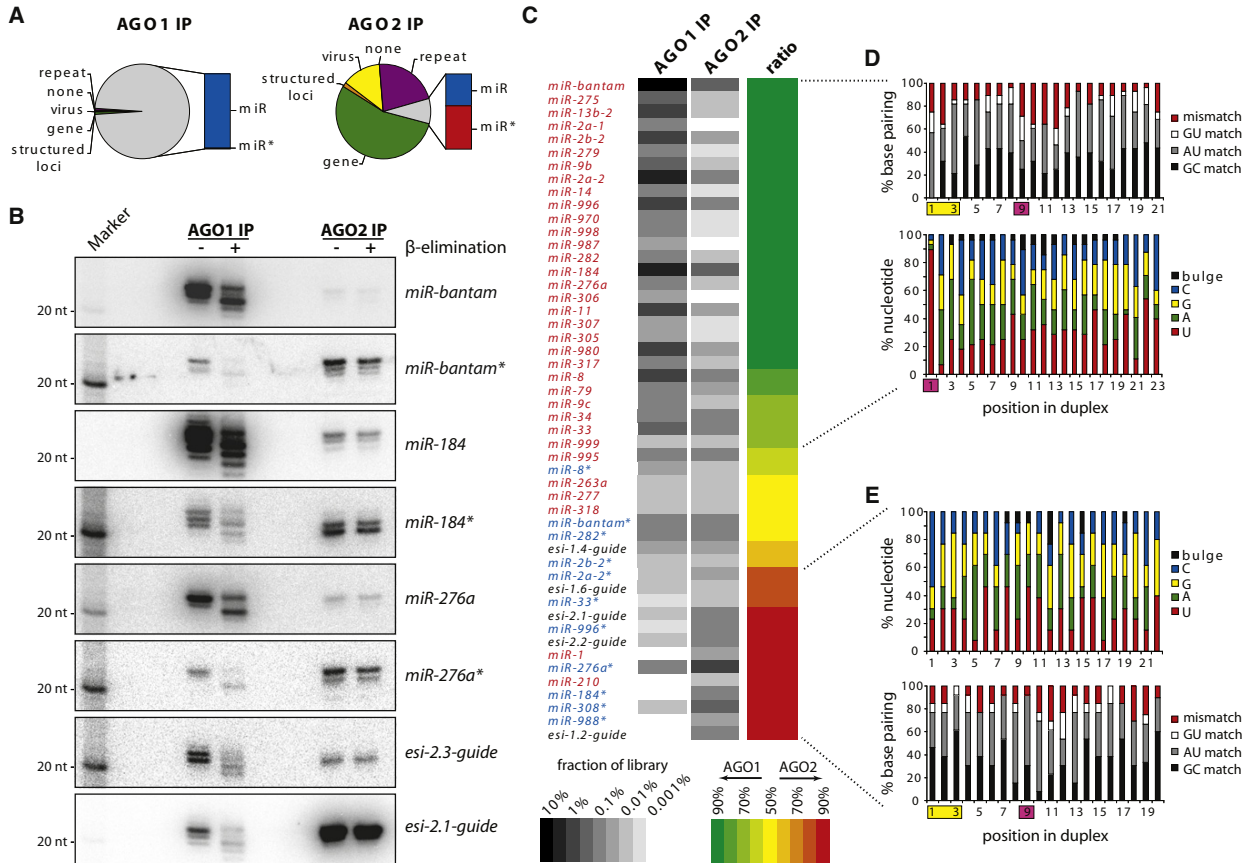 A
AGO1 IP
AGO2 IP
repeat
none
virus
gene
structured
loci
miR
miR*
virus
none
repeat
structured
loci
gene
miR
miR*
B
Marker
AGO1 IP
AGO2 IP
- + - + β-elimination
20 nt
miR-bantam
20 nt
miR-bantam*
20 nt
miR-184
20 nt
miR-184*
20 nt
miR-276a
20 nt
miR-276a*
20 nt
esi-2.3-guide
20 nt
esi-2.1-guide
C
AGO1 IP
AGO2 IP
ratio
miR-bantam
miR-275
miR-13b-2
miR-2a-1
miR-2b-2
miR-279
miR-9b
miR-2a-2
miR-14
miR-996
miR-970
miR-998
miR-987
miR-282
miR-184
miR-276a
miR-306
miR-11
miR-307
miR-305
miR-980
miR-317
miR-8
miR-79
miR-9c
miR-34
miR-33
miR-999
miR-995
miR-8*
miR-263a
miR-277
miR-318
miR-bantam*
miR-282*
esi-1.4-guide
miR-2b-2*
miR-2a-2*
esi-1.6-guide
miR-33*
esi-2.1-guide
miR-996*
esi-2.2-guide
miR-1
miR-276a*
miR-210
miR-184*
miR-308*
miR-988*
esi-1.2-guide
fraction of library
10%
1%
0.1%
0.01%
0.001%
AGO1 AGO2
90%
70%
50%
70%
90%
D
% base pairing
100
80
60
40
20
0
1 3 5 7 9 11 13 15 17 19 21
mismatch
GU match
AU match
GC match
% nucleotide
100
80
60
40
20
0
1 3 5 7 9 11 13 15 17 19 21 23
bulge
C
G
A
U
position in duplex
E
% nucleotide
100
80
60
40
20
0
1 3 5 7 9 11 13 15 17 19 21
bulge
C
G
A
U
% base pairing
100
80
60
40
20
0
1 3 5 7 9 11 13 15 17 19
mismatch
GU match
AU match
GC match
position in duplex